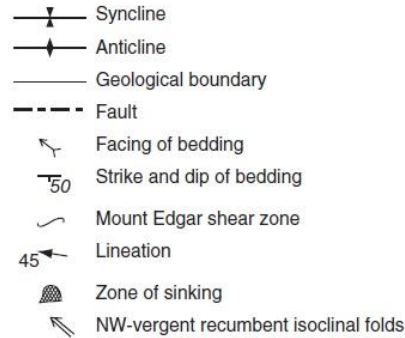 Syncline
Anticline
Geological boundary
Fault
Facing of bedding
50 Strike and dip of bedding
Mount Edgar shear zone
45 Lineation
Zone of sinking
NW-vergent recumbent isoclinal folds